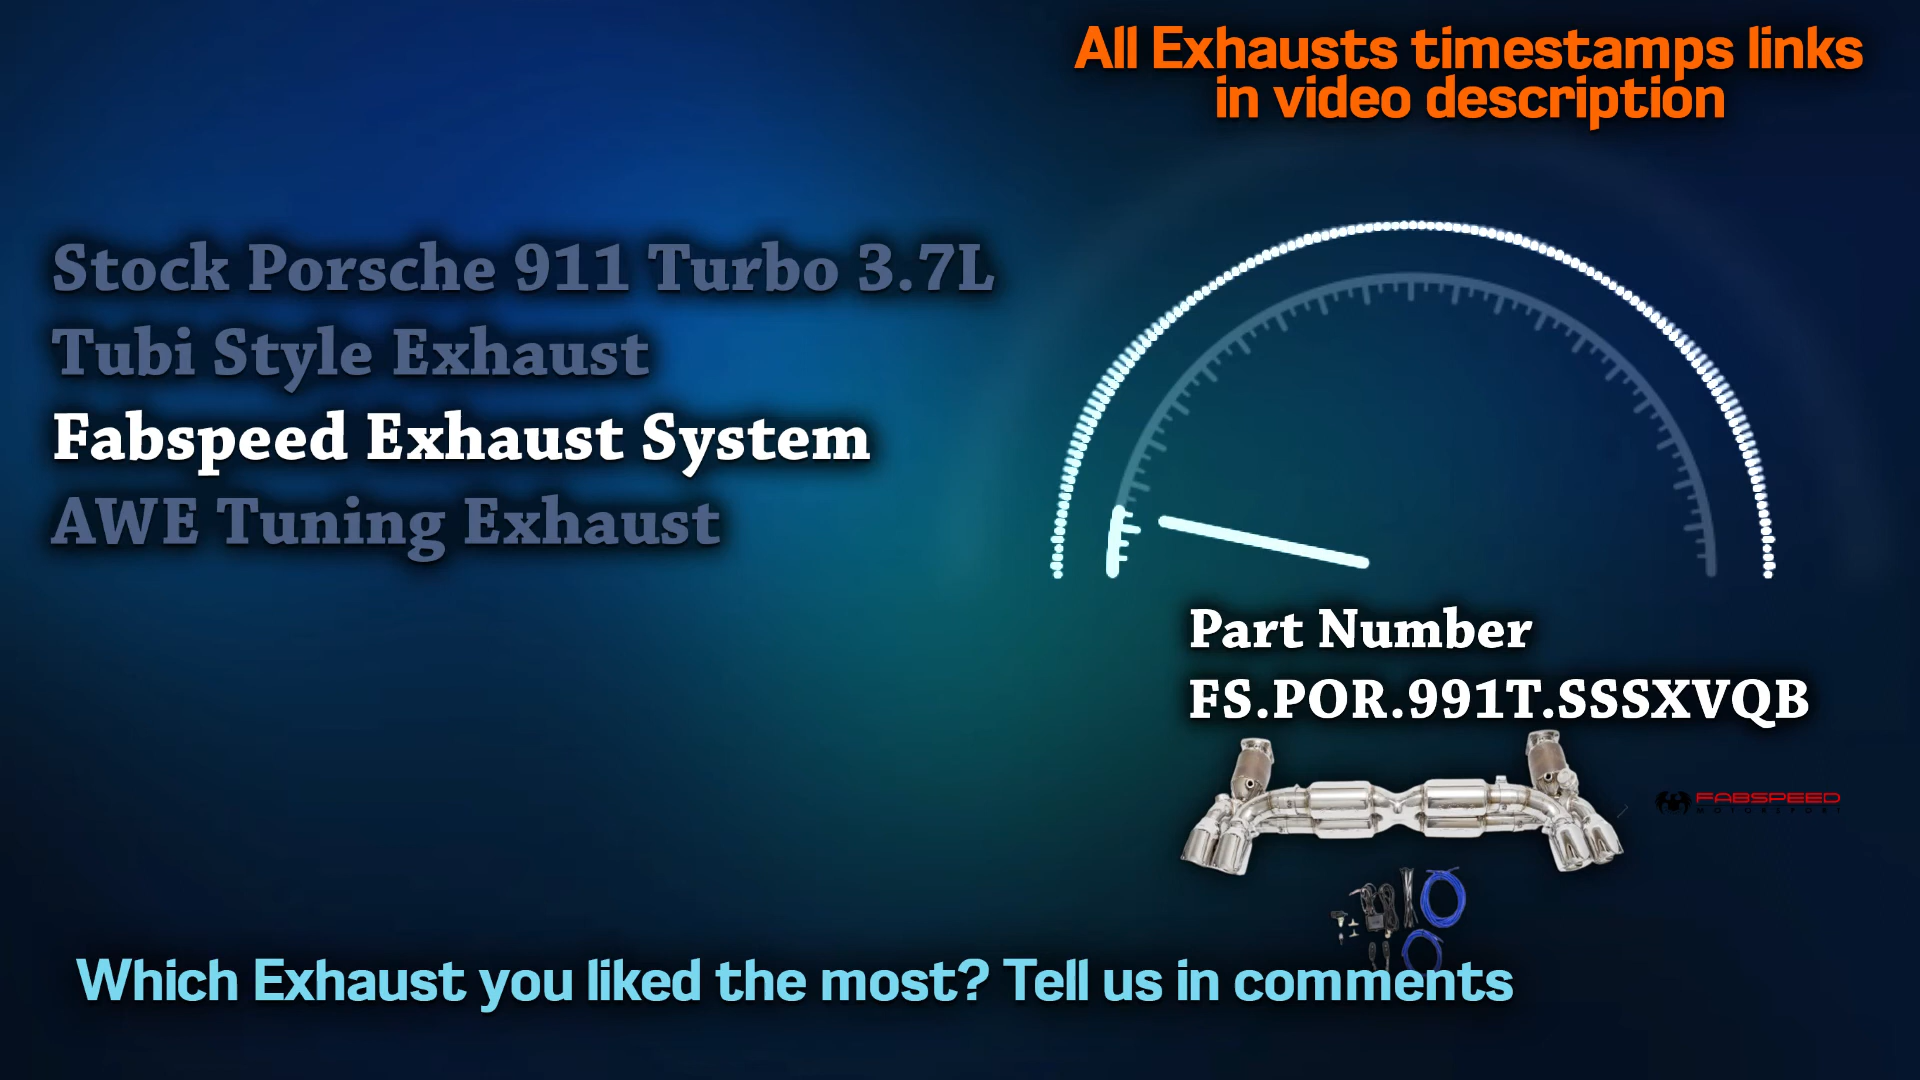 All Exhausts timestamps links
in video description
Stock Porsche 911 Turbo 3.7L
Tubi Style Exhaust
Fabspeed Exhaust System
AWE Tuning Exhaust
Part Number
FS.POR.991T.SSSXVQB
FABSPEED
MOTORSPORT
Which Exhaust you liked the most? Tell us in comments